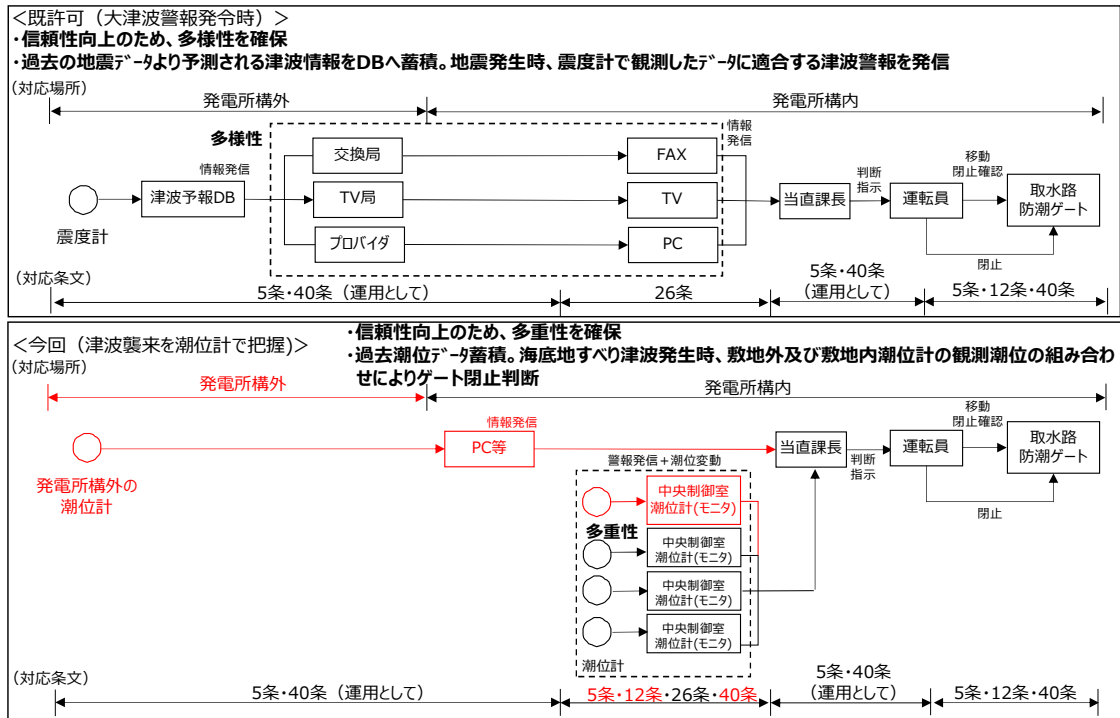 ＜既許可（大津波警報発令時）＞
・信頼性向上のため、多様性を確保
・過去の地震ﾃﾞｰﾀより予測される津波情報をDBへ蓄積。地震発生時、震度計で観測したﾃﾞｰﾀに適合する津波警報を発信
(対応場所)
発電所構外
発電所構内
多様性
情報
発信
情報発信
交換局
FAX
震度計
津波予報DB
TV局
TV
プロバイダ
PC
当直課長
判断
指示
運転員
移動
閉止確認
取水路
防潮ゲート
閉止
(対応条文)
5条・40条（運用として）
26条
5条・40条
(運用として)
5条・12条・40条
＜今回（津波襲来を潮位計で把握)＞
・信頼性向上のため、多重性を確保
・過去潮位ﾃﾞｰﾀ蓄積。海底地すべり津波発生時、敷地外及び敷地内潮位計の観測潮位の組み合わ
せによりゲート閉止判断
(対応場所)
発電所構外
発電所構内
発電所構外の
潮位計
情報発信
PC等
警報発信＋潮位変動
中央制御室
潮位計(ﾓﾆﾀ)
多重性
中央制御室
潮位計(ﾓﾆﾀ)
中央制御室
潮位計(ﾓﾆﾀ)
中央制御室
潮位計(ﾓﾆﾀ)
潮位計
当直課長
判断
指示
運転員
移動
閉止確認
取水路
防潮ゲート
閉止
(対応条文)
5条・40条（運用として）
5条・12条・26条・40条
5条・40条
(運用として)
5条・12条・40条